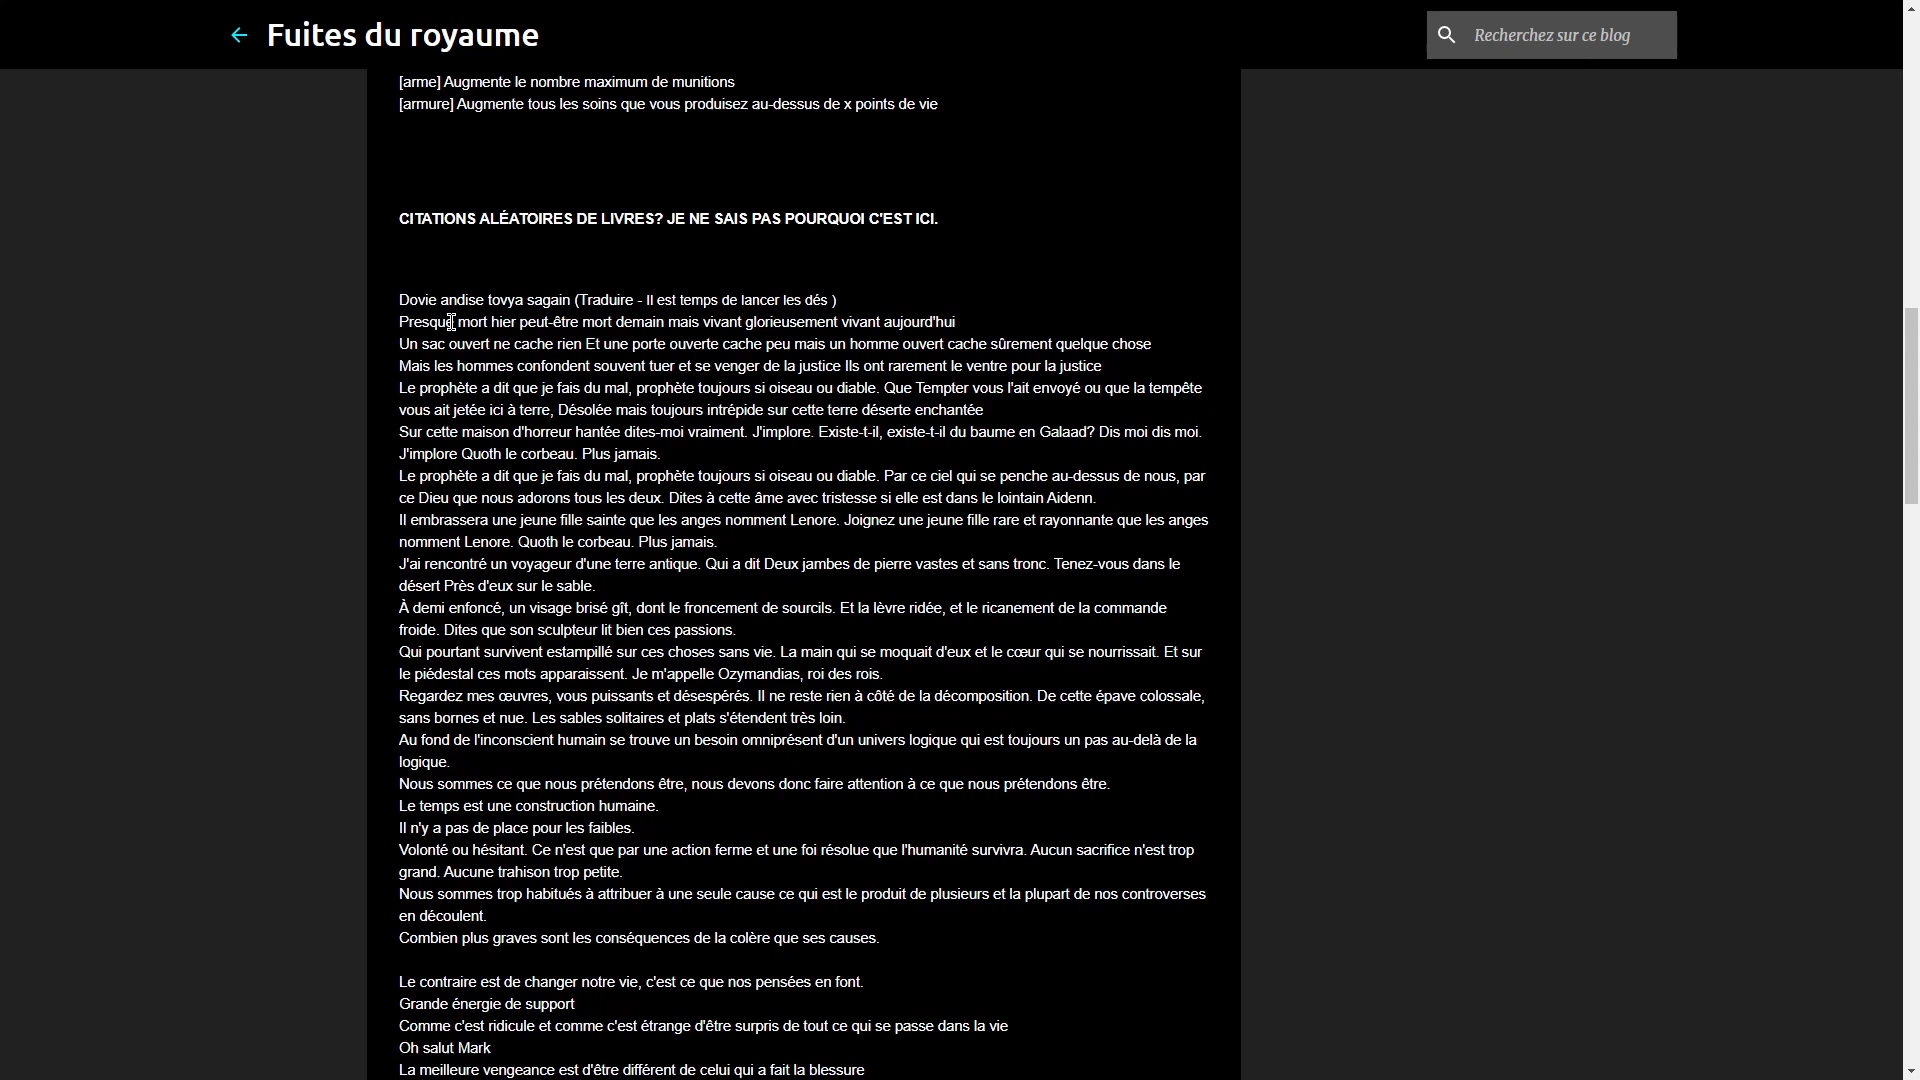 Fuites du royaume
Recherchez sur ce blog
[arme] Augmente le nombre maximum de munitions
[armure] Augmente tous les soins que vous produisez au-dessus de x points de vie
CITATIONS ALÉATOIRES DE LIVRES? JE NE SAIS PAS POURQUOI C'EST ICI.
Dovie andise tovya sagain (Traduire - Il est temps de lancer les dés )
Presque mort hier peut-être mort demain mais vivant glorieusement vivant aujourd'hui
Un sac ouvert ne cache rien Et une porte ouverte cache peu mais un homme ouvert cache sûrement quelque chose
Mais les hommes confondent souvent tuer et se venger de la justice Ils ont rarement le ventre pour la justice
Le prophète a dit que je fais du mal, prophète toujours si oiseau ou diable. Que Tempter vous l'ait envoyé ou que la tempête
vous ait jetée ici à terre, Désolée mais toujours intrépide sur cette terre déserte enchantée
Sur cette maison d'horreur hantée dites-moi vraiment. J'implore. Existe-t-il, existe-t-il du baume en Galaad? Dis moi dis moi.
J'implore Quoth le corbeau. Plus jamais.
Le prophète a dit que je fais du mal, prophète toujours si oiseau ou diable. Par ce ciel qui se penche au-dessus de nous, par
ce Dieu que nous adorons tous les deux. Dites à cette âme avec tristesse si elle est dans le lointain Aidenn.
Il embrassera une jeune fille sainte que les anges nomment Lenore. Joignez une jeune fille rare et rayonnante que les anges
nomment Lenore. Quoth le corbeau. Plus jamais.
J'ai rencontré un voyageur d'une terre antique. Qui a dit Deux jambes de pierre vastes et sans tronc. Tenez-vous dans le
désert Près d'eux sur le sable.
À demi enfoncé, un visage brisé gît, dont le froncement de sourcils. Et la lèvre ridée, et le ricanement de la commande
froide. Dites que son sculpteur lit bien ces passions.
Qui pourtant survivent estampillé sur ces choses sans vie. La main qui se moquait d'eux et le cœur qui se nourrissait. Et sur
le piédestal ces mots apparaissent. Je m'appelle Ozymandias, roi des rois.
Regardez mes œuvres, vous puissants et désespérés. Il ne reste rien à côté de la décomposition. De cette épave colossale,
sans bornes et nue. Les sables solitaires et plats s'étendent très loin.
Au fond de l'inconscient humain se trouve un besoin omniprésent d'un univers logique qui est toujours un pas au-delà de la
logique.
Nous sommes ce que nous prétendons être, nous devons donc faire attention à ce que nous prétendons être.
Le temps est une construction humaine.
Il n'y a pas de place pour les faibles.
Volonté ou hésitant. Ce n'est que par une action ferme et une foi résolue que l'humanité survivra. Aucun sacrifice n'est trop
grand. Aucune trahison trop petite.
Nous sommes trop habitués à attribuer à une seule cause ce qui est le produit de plusieurs et la plupart de nos controverses
en découlent.
Combien plus graves sont les conséquences de la colère que ses causes.
Le contraire est de changer notre vie, c'est ce que nos pensées en font.
Grande énergie de support
Comme c'est ridicule et comme c'est étrange d'être surpris de tout ce qui se passe dans la vie
Oh salut Mark
La meilleure vengeance est d'être différent de celui qui a fait la blessure